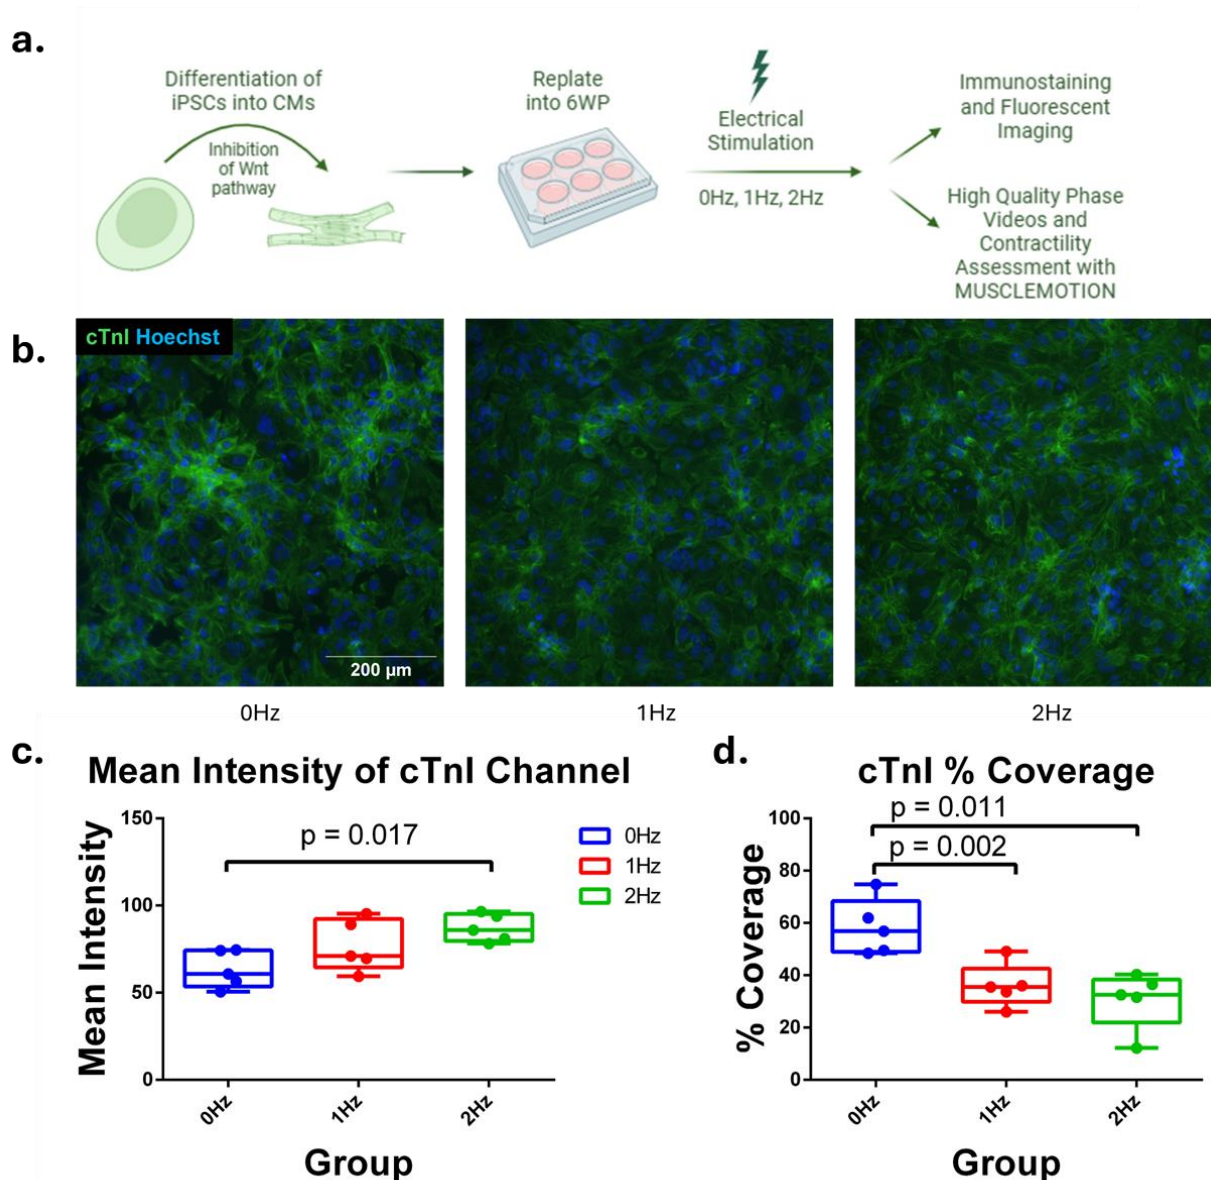 a.
Differentiation of
iPSCs into CMs
Inhibition
of Wnt
pathway
Replate
into 6WP
Electrical
Stimulation
0Hz, 1Hz, 2Hz
Immunostaining
and Fluorescent
Imaging
High Quality Phase
Videos and
Contractility
Assessment with
MUSCLEMOTION
b.
cTnI Hoechst
200 µm
0Hz
1Hz
2Hz
c.
Mean Intensity of cTnI Channel
Mean Intensity
150
100
50
0
p = 0.017
0Hz
1Hz
2Hz
0Hz
1Hz
2Hz
Group
d.
cTnI % Coverage
% Coverage
100
80
60
40
20
0
p = 0.011
p = 0.002
0Hz
1Hz
2Hz
Group